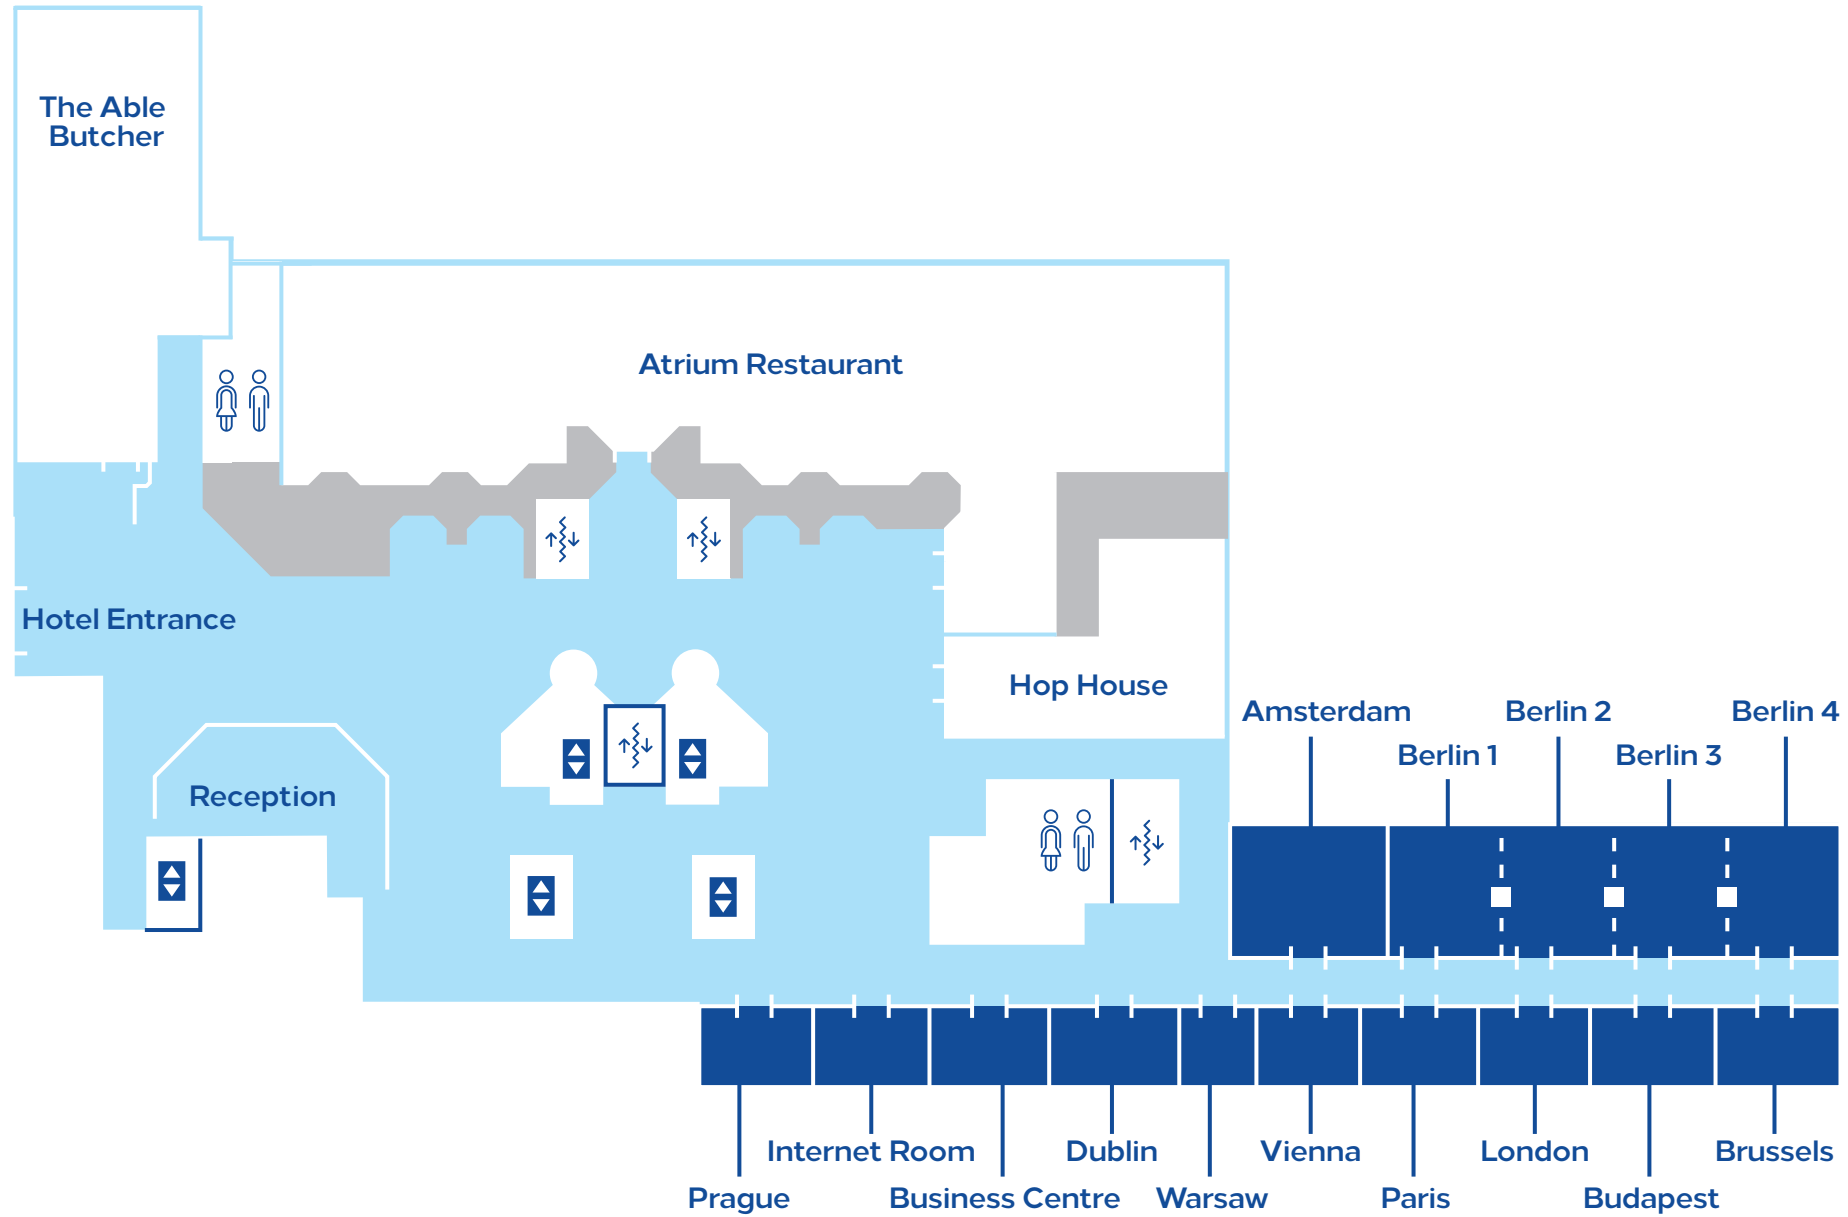 The Able
Butcher
Atrium Restaurant
Hotel Entrance
Hop House
Reception
Amsterdam
Berlin 2
Berlin 4
Berlin 1
Berlin 3
Internet Room
Dublin
Vienna
London
Brussels
Prague
Business Centre
Warsaw
Paris
Budapest